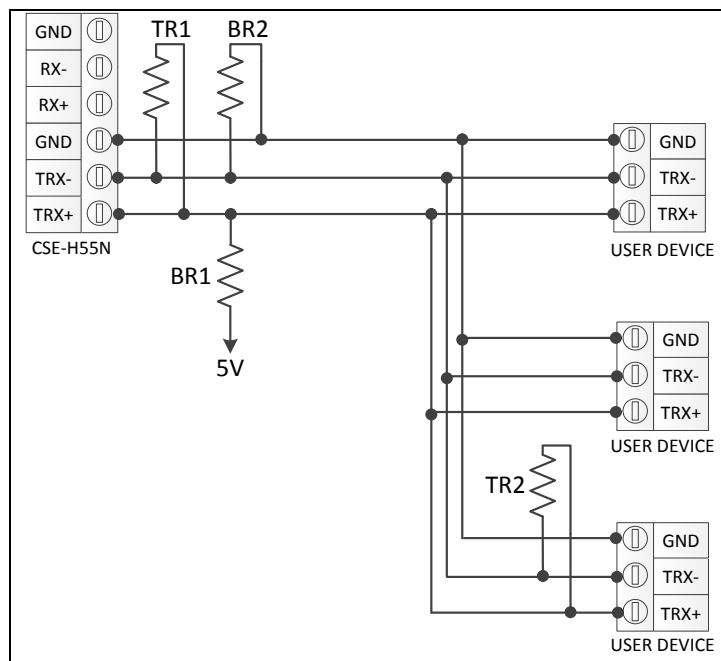 GND
RX-
RX+
GND
TRX-
TRX+
CSE-H55N
TR1
BR2
BR1
5V
GND
TRX-
TRX+
USER DEVICE
GND
TRX-
TRX+
USER DEVICE
TR2
GND
TRX-
TRX+
USER DEVICE